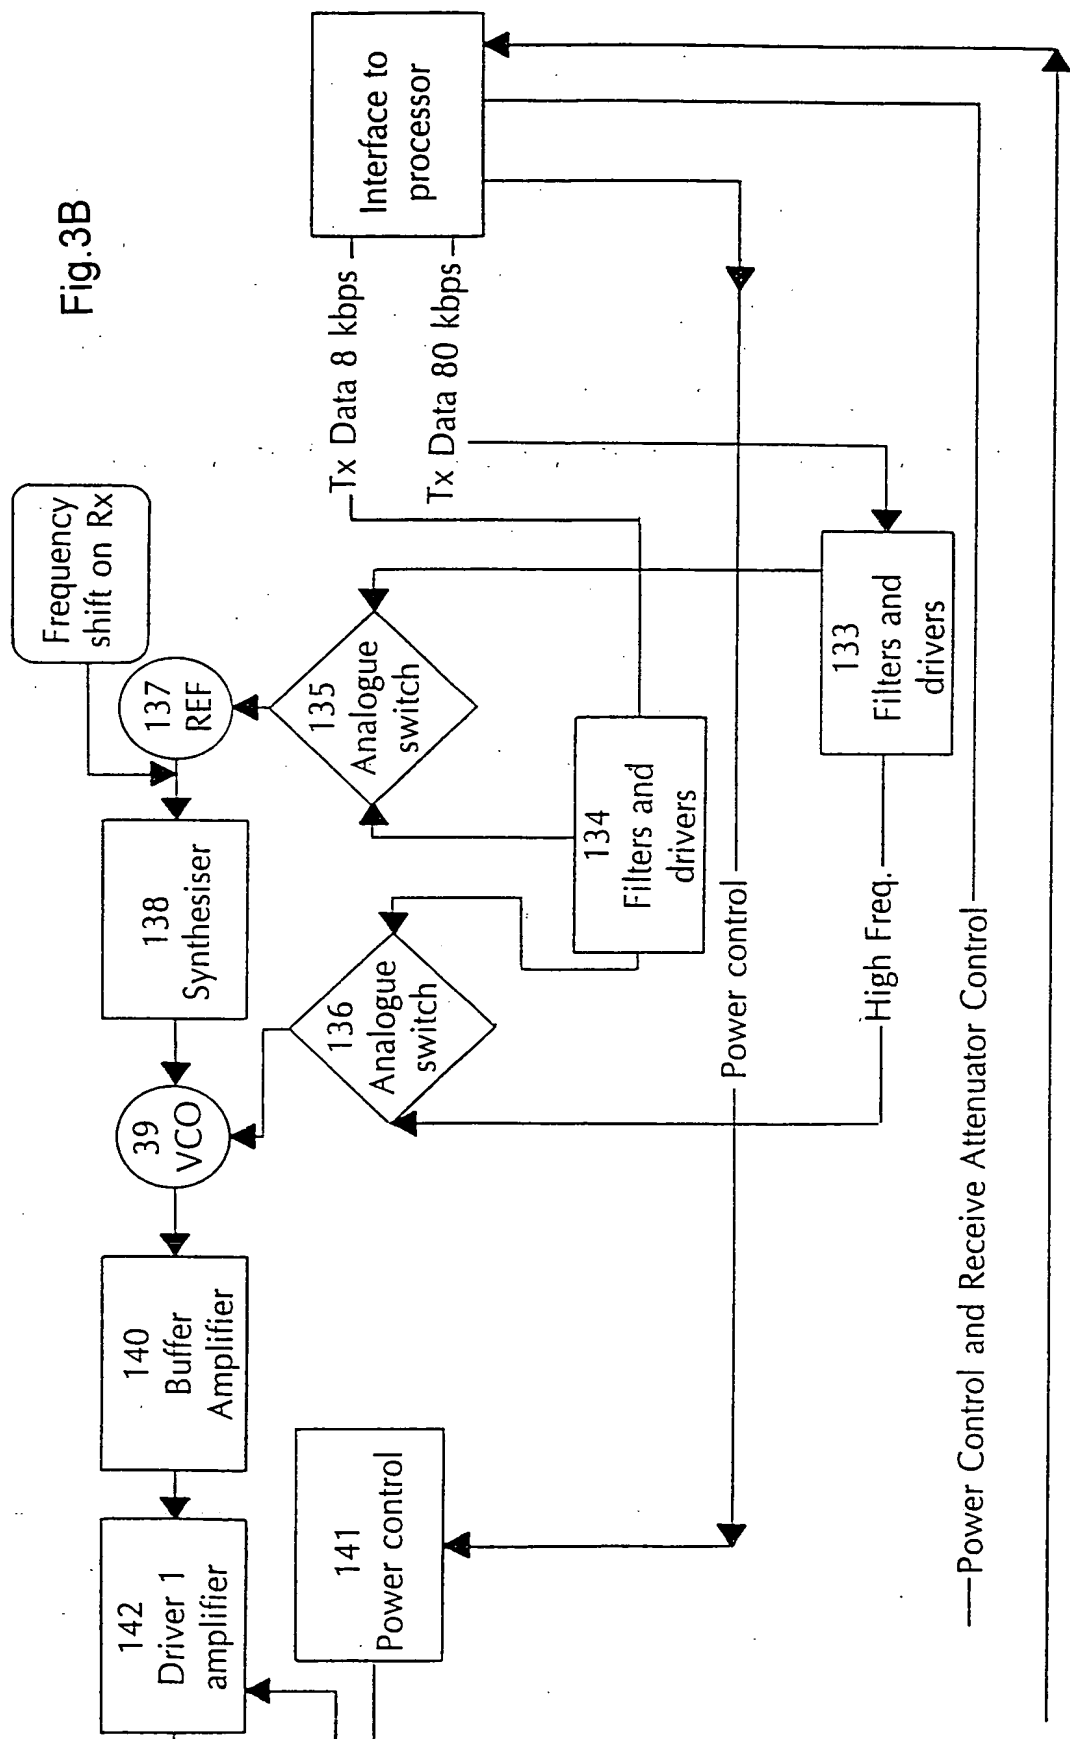 Fig.3B
Frequency
shift on Rx
Interface to
processor
Tx Data 8 kbps
Tx Data 80 kbps
137
REF
135
Analogue
switch
133
Filters and
drivers
134
Filters and
drivers
138
Synthesiser
136
Analogue
switch
39
VCO
Power control
High Freq.
140
Buffer
Amplifier
141
Power control
142
Driver 1
amplifier
Power Control and Receive Attenuator Control